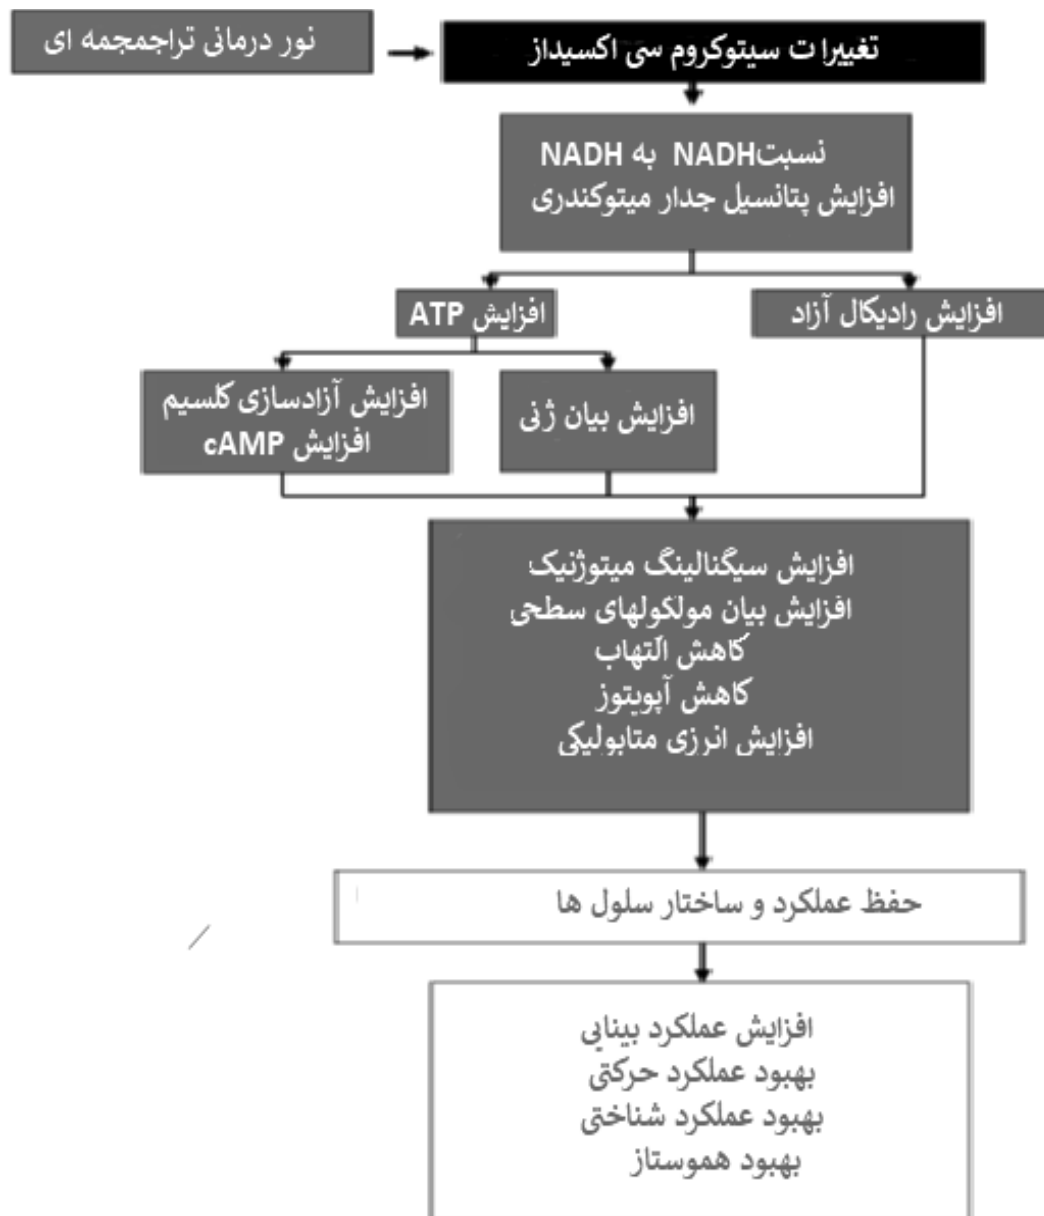 نور درمانی تراجمجمه ای
تغییرات سیتوکروم سی اکسیداز
نسبتNADH به NADH
افزایش پتانسیل جدار میتوکندری
افزایش رادیکال آزاد
افزایش ATP
افزایش بیان ژنی
افزایش آزادسازی کلسیم
افزایش cAMP
افزایش سیگنالینگ میتوژنیک
افزایش بیان مولکولهای سطحی
کاهش التهاب
کاهش آپوپتوز
افزایش انرزی متابولیکی
حفظ عملکرد و ساختار سلول ها
افزایش عملکرد بینایی
بهبود عملکرد حرکتی
بهبود عملکرد شناختی
بهبود هموستاز